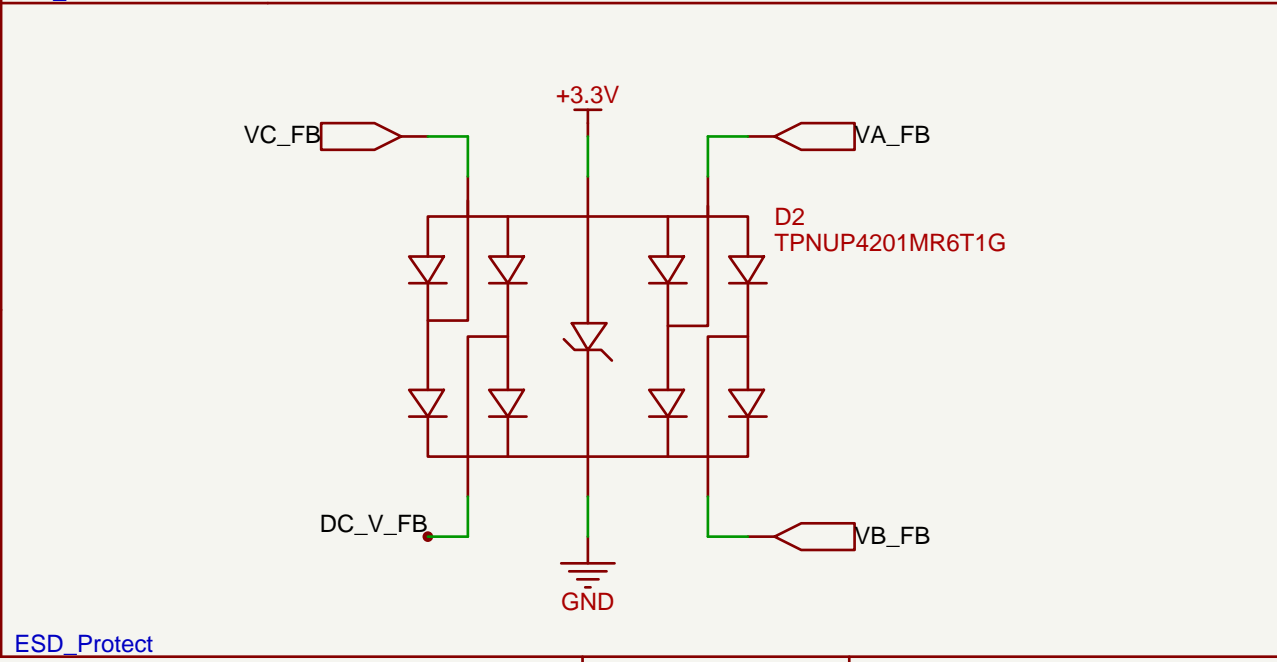 +3.3V
VC_FB
VA_FB
D2
TPNUP4201MR6T1G
DC_V_FB
VB_FB
GND
ESD_Protect